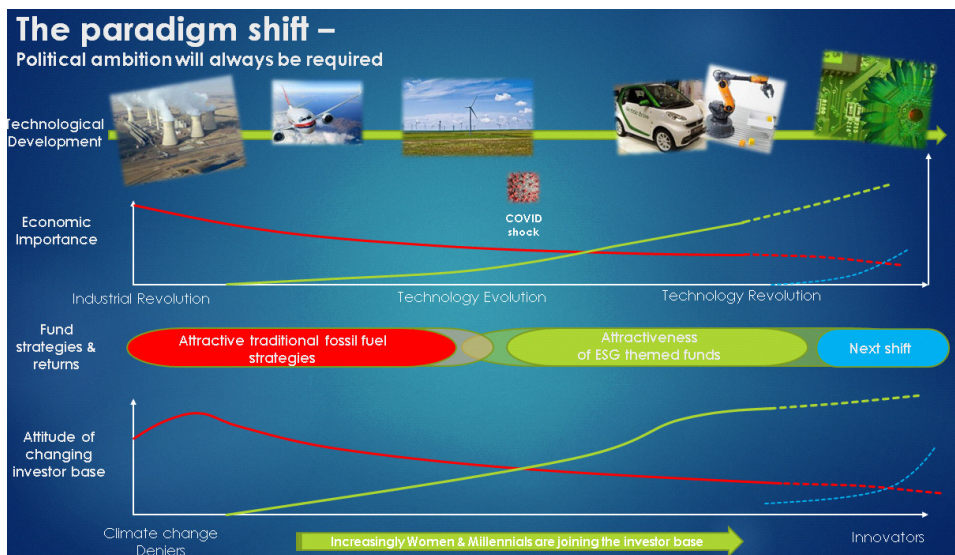 The paradigm shift –
Political ambition will always be required
Technological
Development
COVID
shock
Economic
Importance
Industrial Revolution
Technology Evolution
Technology Revolution
Fund
strategies &
returns
Attractive traditional fossil fuel
strategies
Attractiveness
of ESG themed funds
Next shift
Attitude of
changing
investor base
Climate change
Deniers
Increasingly Women & Millennials are joining the investor base
Innovators